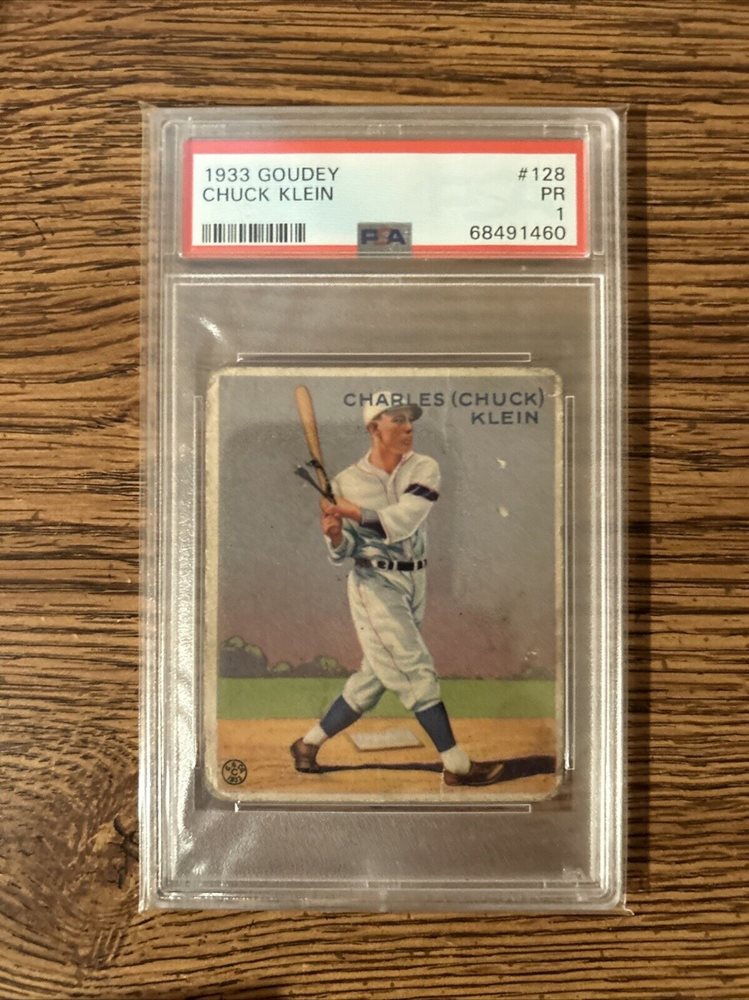 1933 GOUDEY #128
CHUCK KLEIN PR
1
PSA 68491460
CHARLES (CHUCK)
KLEIN